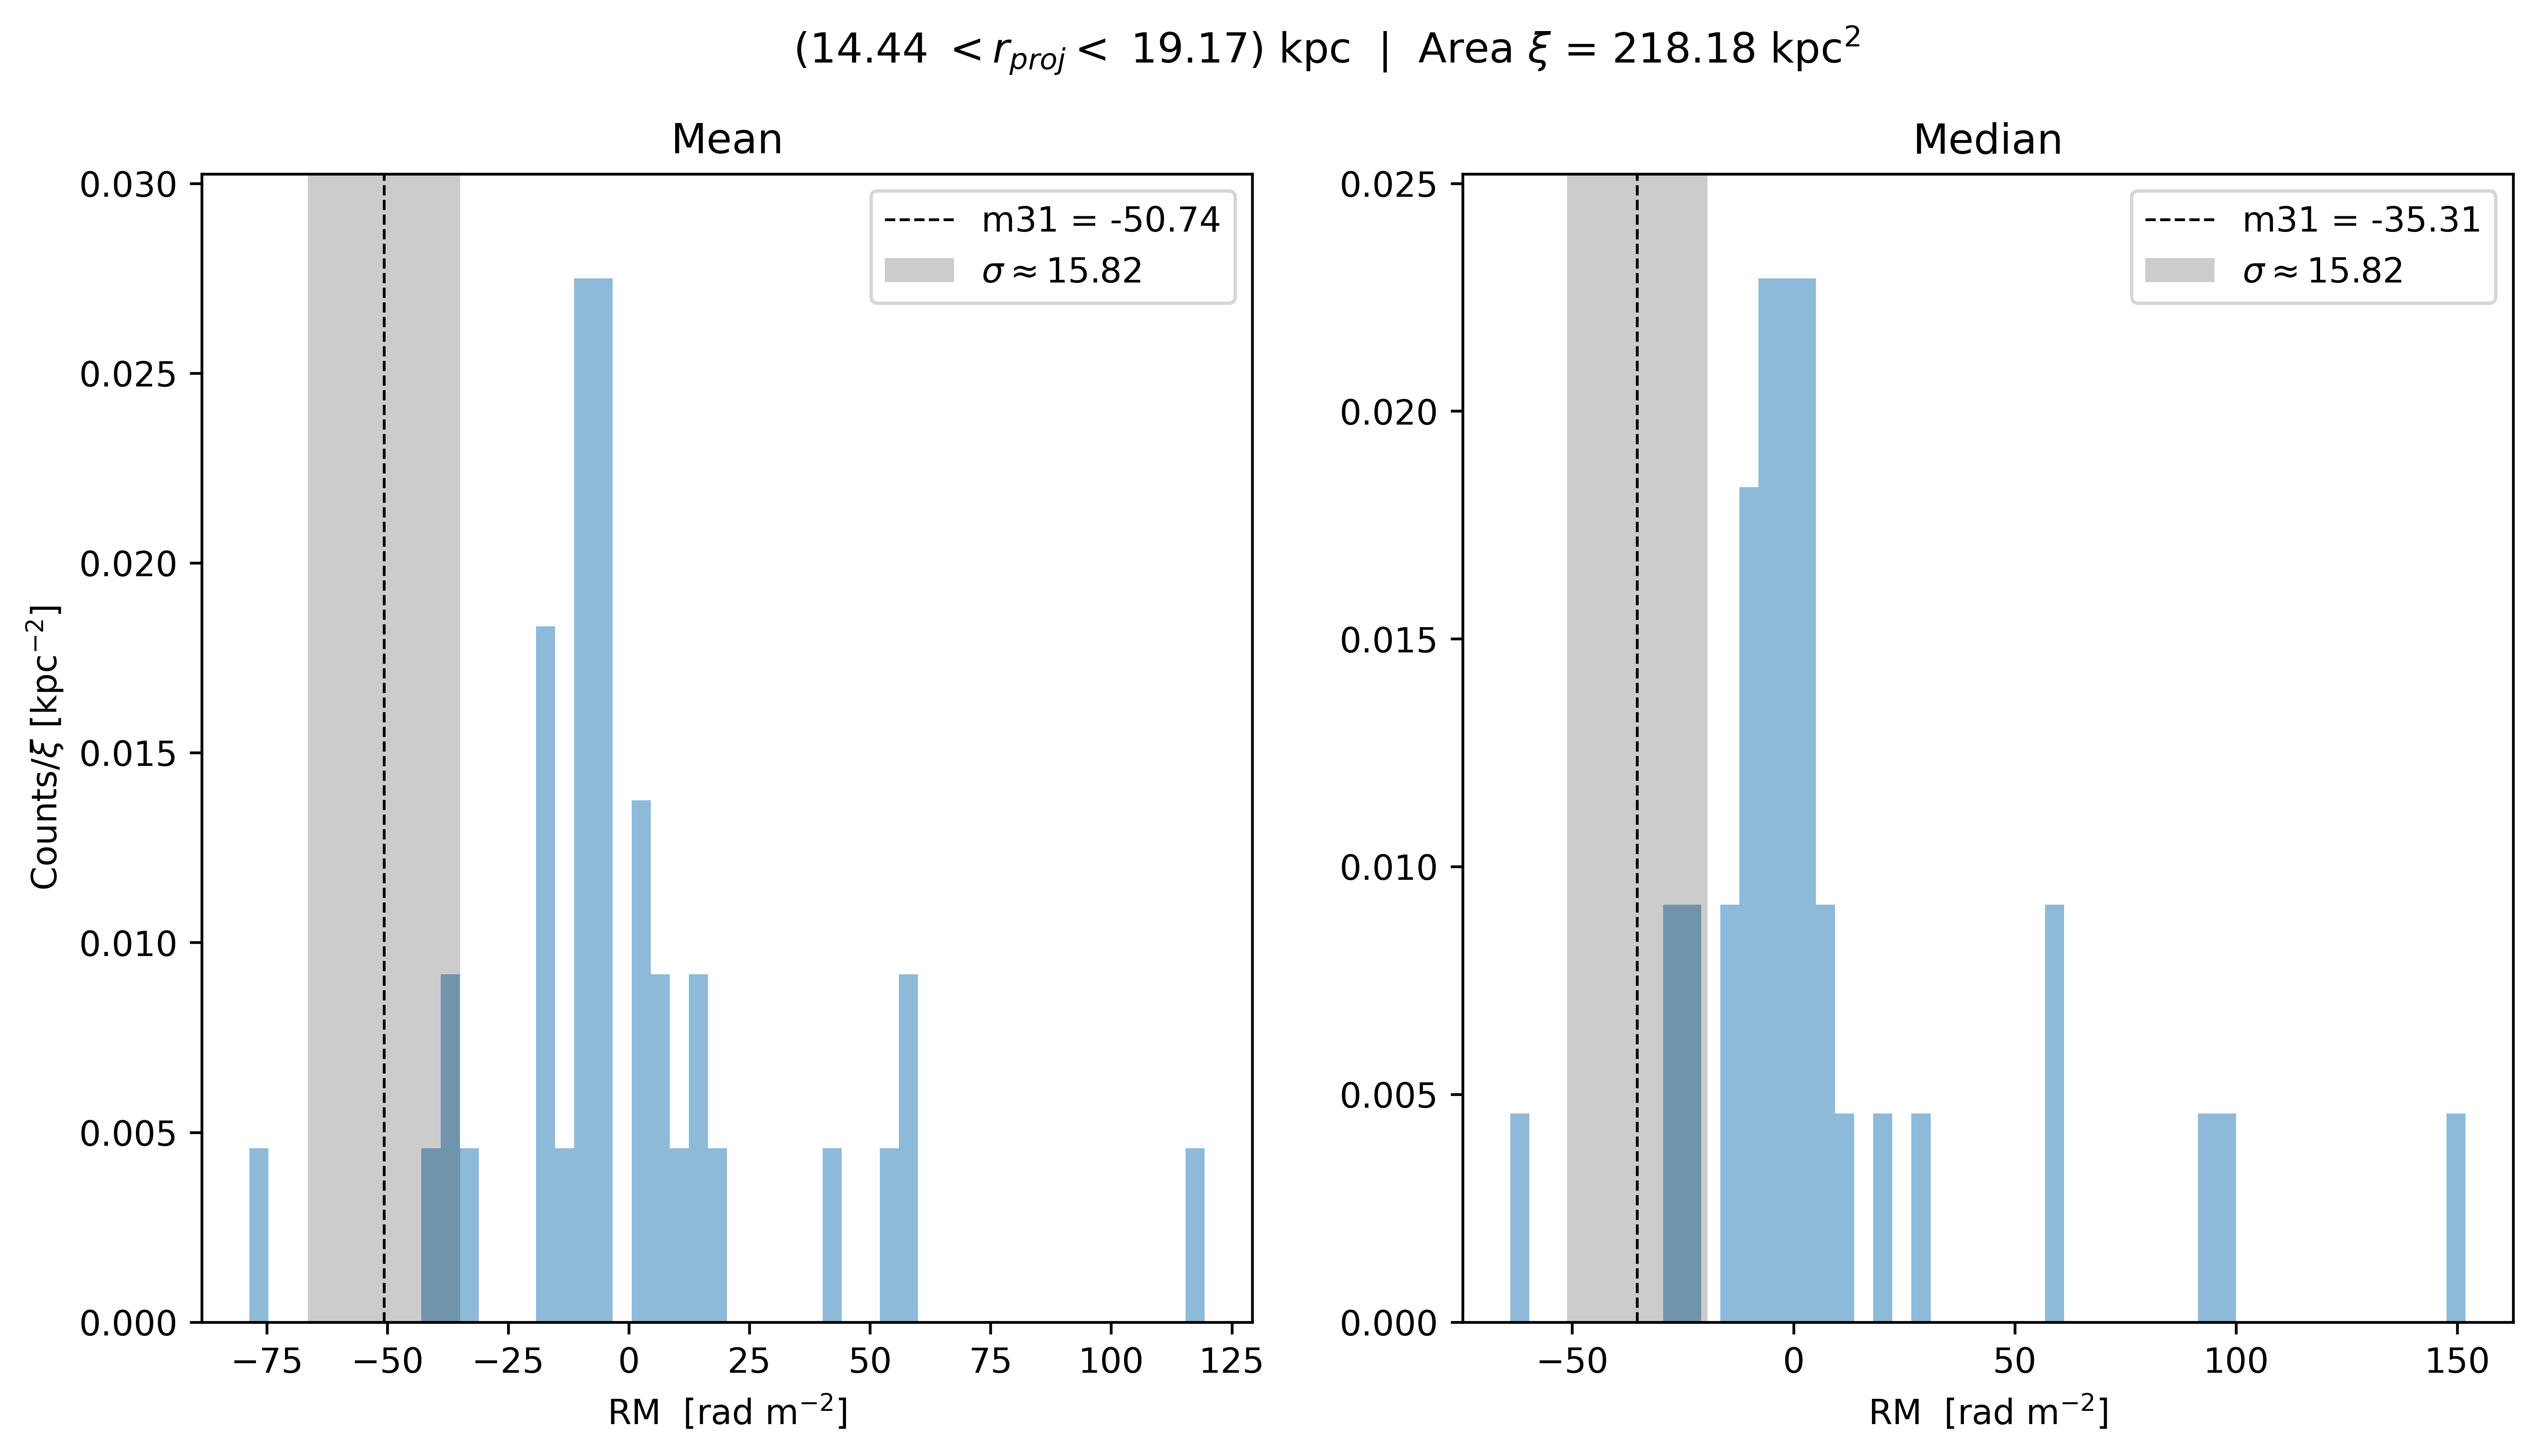 (14.44 < r_proj < 19.17) kpc | Area ξ = 218.18 kpc²
Mean
Counts/ξ [kpc⁻²]
0.030
0.025
0.020
0.015
0.010
0.005
0.000
m31 = -50.74
σ ≈ 15.82
−75 −50 −25 0 25 50 75 100 125
RM [rad m⁻²]
Median
0.025
0.020
0.015
0.010
0.005
0.000
m31 = -35.31
σ ≈ 15.82
−50 0 50 100 150
RM [rad m⁻²]